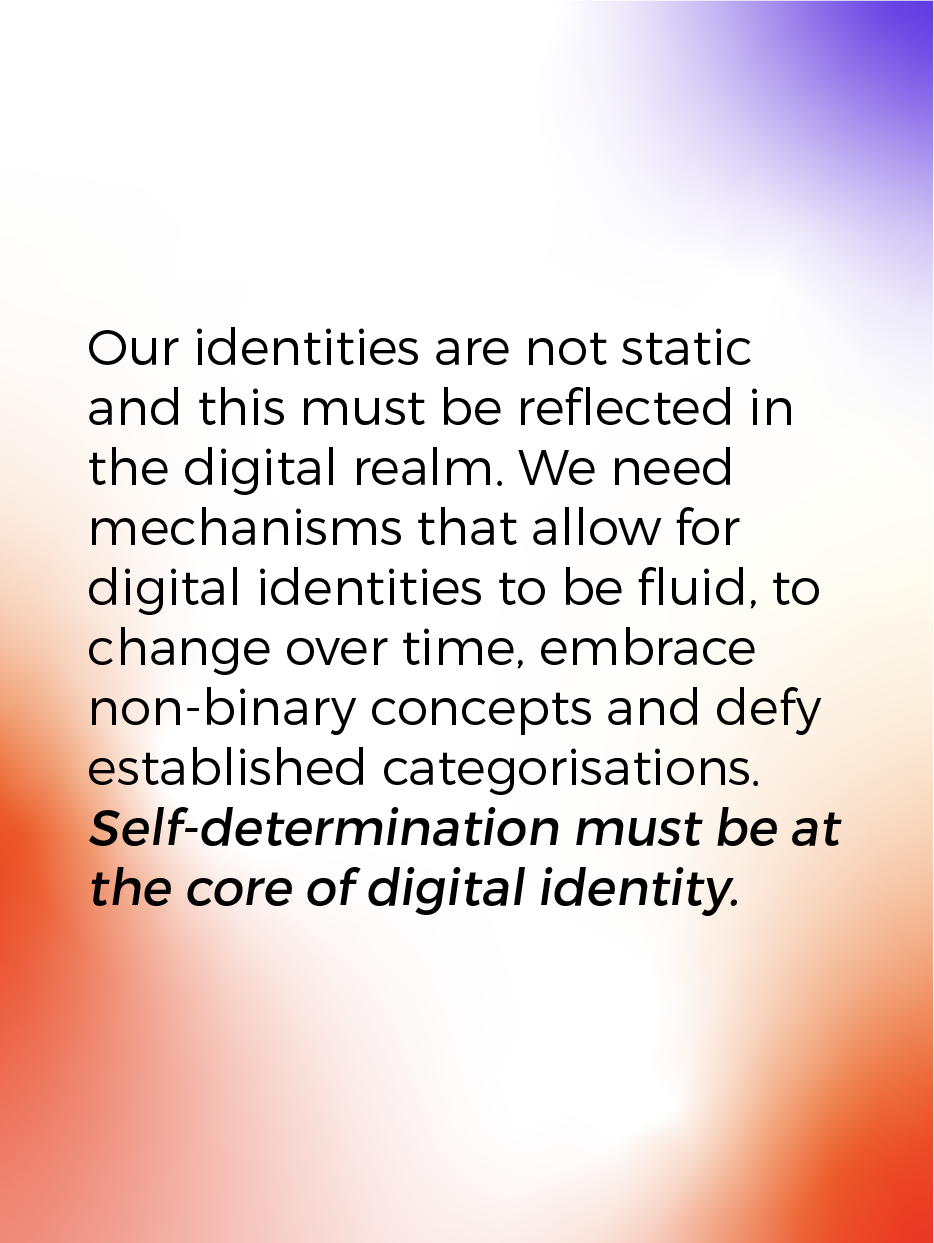 Our identities are not static
and this must be reflected in
the digital realm. We need
mechanisms that allow for
digital identities to be fluid, to
change over time, embrace
non-binary concepts and defy
established categorisations.
Self-determination must be at
the core of digital identity.